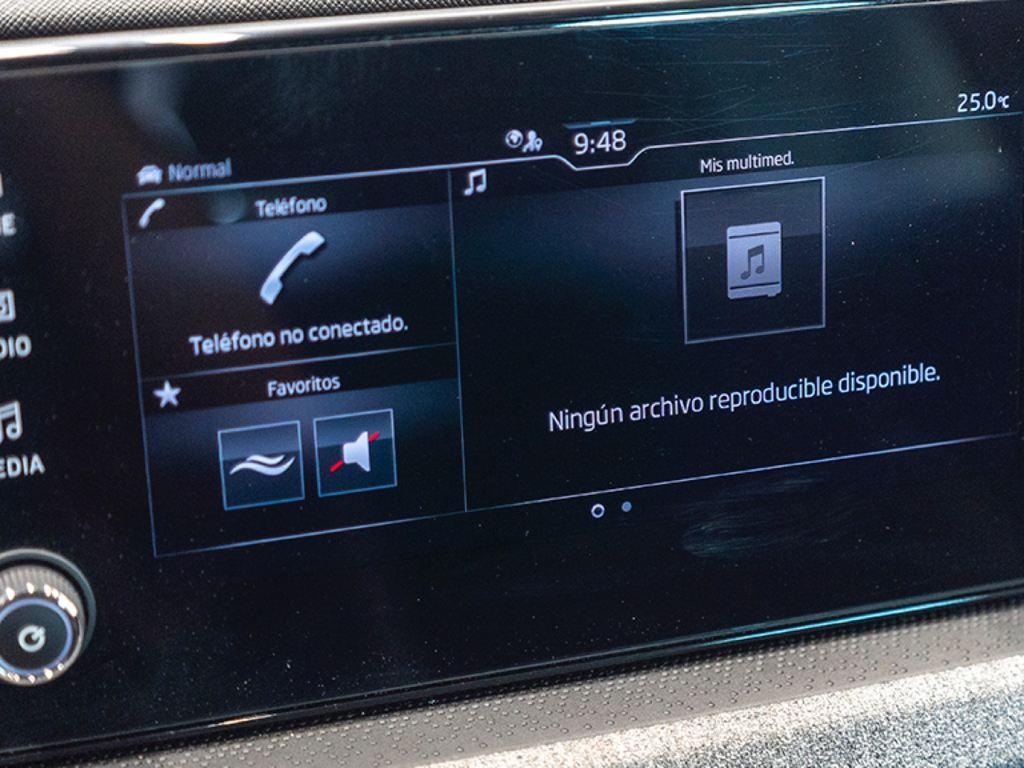 25.0°C
9:48
Normal
Mis multimed.
Teléfono
Teléfono no conectado.
Favoritos
Ningún archivo reproducible disponible.